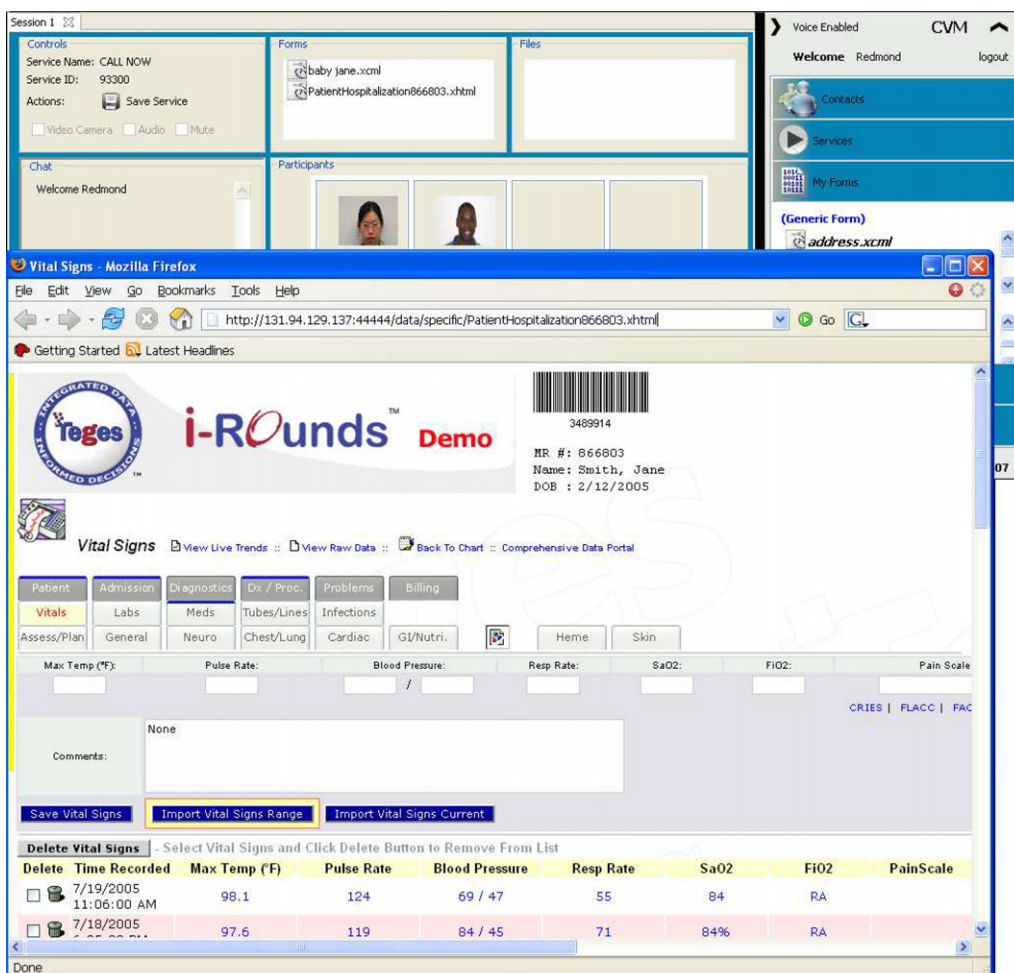 Session 1
Controls
Service Name: CALL NOW
Service ID: 93300
Actions: Save Service
Video Camera Audio Mute
Forms
baby jane.xcml
PatientHospitalization866803.xhtml
Files
Chat
Welcome Redmond
Participants
Voice Enabled CVM
Welcome Redmond logout
Contacts
Services
My Forms
(Generic Form)
address.xcml
Vital Signs - Mozilla Firefox
File Edit View Go Bookmarks Tools Help
http://131.94.129.137:44444/data/specific/PatientHospitalization866803.xhtml Go
Getting Started Latest Headlines
INTEGRATED DATA
Teges
INFORMED DECISIONS
TM
i-ROunds™ Demo
3489914
MR #: 866803
Name: Smith, Jane
DOB : 2/12/2005
07
Vital Signs View Live Trends :: View Raw Data :: Back To Chart :: Comprehensive Data Portal
Patient Admission Diagnostics Dx / Proc. Problems Billing
Vitals Labs Meds Tubes/Lines Infections
Assess/Plan General Neuro Chest/Lung Cardiac GI/Nutri. Heme Skin
Max Temp (°F): Pulse Rate: Blood Pressure: Resp Rate: SaO2: FiO2: Pain Scale
/
CRIES | FLACC | FAC
Comments: None
Save Vital Signs Import Vital Signs Range Import Vital Signs Current
Delete Vital Signs - Select Vital Signs and Click Delete Button to Remove From List
Delete Time Recorded Max Temp (°F) Pulse Rate Blood Pressure Resp Rate SaO2 FiO2 PainScale
7/19/2005 11:06:00 AM 98.1 124 69 / 47 55 84 RA
7/18/2005 97.6 119 84 / 45 71 84% RA
Done